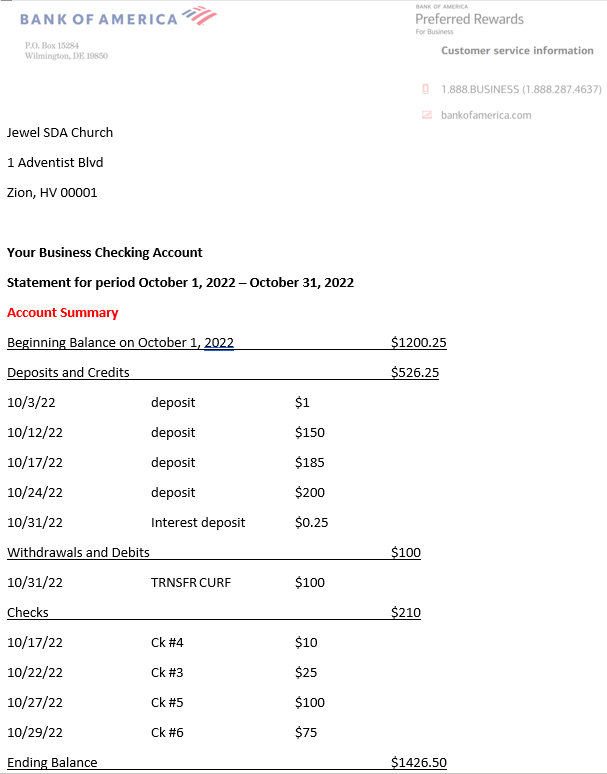 BANK OF AMERICA
P.O. Box 15284
Wilmington, DE 19850
BANK OF AMERICA
Preferred Rewards
For Business
Customer service information
1.888.BUSINESS (1.888.287.4637)
bankofamerica.com
Jewel SDA Church
1 Adventist Blvd
Zion, HV 00001
Your Business Checking Account
Statement for period October 1, 2022 – October 31, 2022
Account Summary
Beginning Balance on October 1, 2022 $1200.25
Deposits and Credits $526.25
10/3/22 deposit $1
10/12/22 deposit $150
10/17/22 deposit $185
10/24/22 deposit $200
10/31/22 Interest deposit $0.25
Withdrawals and Debits $100
10/31/22 TRNSFR CURF $100
Checks $210
10/17/22 Ck #4 $10
10/22/22 Ck #3 $25
10/27/22 Ck #5 $100
10/29/22 Ck #6 $75
Ending Balance $1426.50